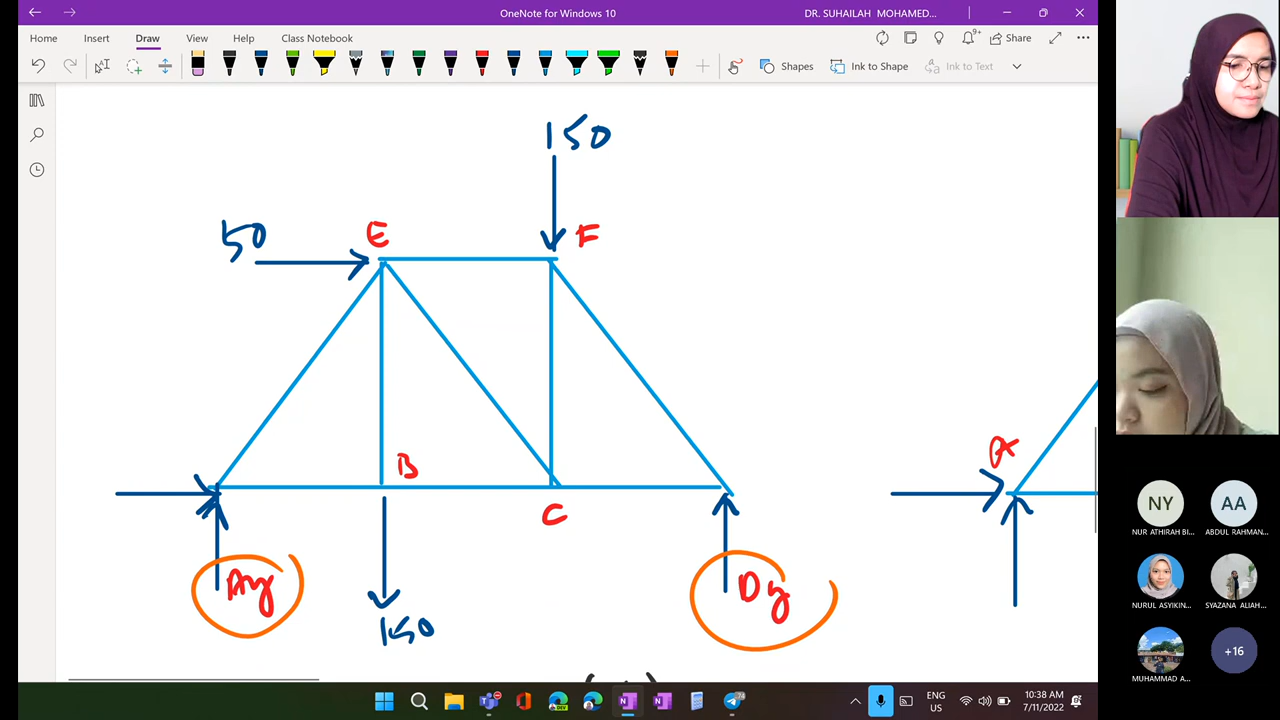 OneNote for Windows 10
DR. SUHAILAH MOHAMED...
Home Insert Draw View Help Class Notebook
9+
Share
Shapes
Ink to Shape
Ink to Text
150
50
E
F
B
A
C
Ay
Dy
150
NY
NUR ATHIRAH BI...
AA
ABDUL RAHMAN...
NURUL ASYIKIN...
SYAZANA ALIAH...
MUHAMMAD A...
+16
ENG
US
10:38 AM
7/11/2022